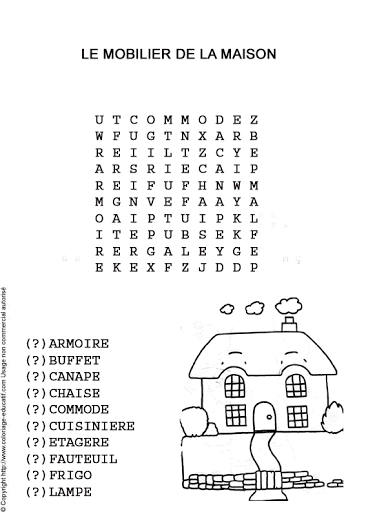 LE MOBILIER DE LA MAISON
U T C O M M O D E Z
W F U G T N X A R B
R E I I L T Z C Y E
A R S R I E C A I P
R E I F U F H N W M
M G N V E F A A Y A
O A I P T U I P K L
I T E P U B S E K F
R E R G A L E Y G E
E K E X F Z J D D P
(?)ARMOIRE
(?)BUFFET
(?)CANAPE
(?)CHAISE
(?)COMMODE
(?)CUISINIERE
(?)ETAGERE
(?)FAUTEUIL
(?)FRIGO
(?)LAMPE
© Copyright http://www.coloriage-educatif.com Usage non commercial autorisé